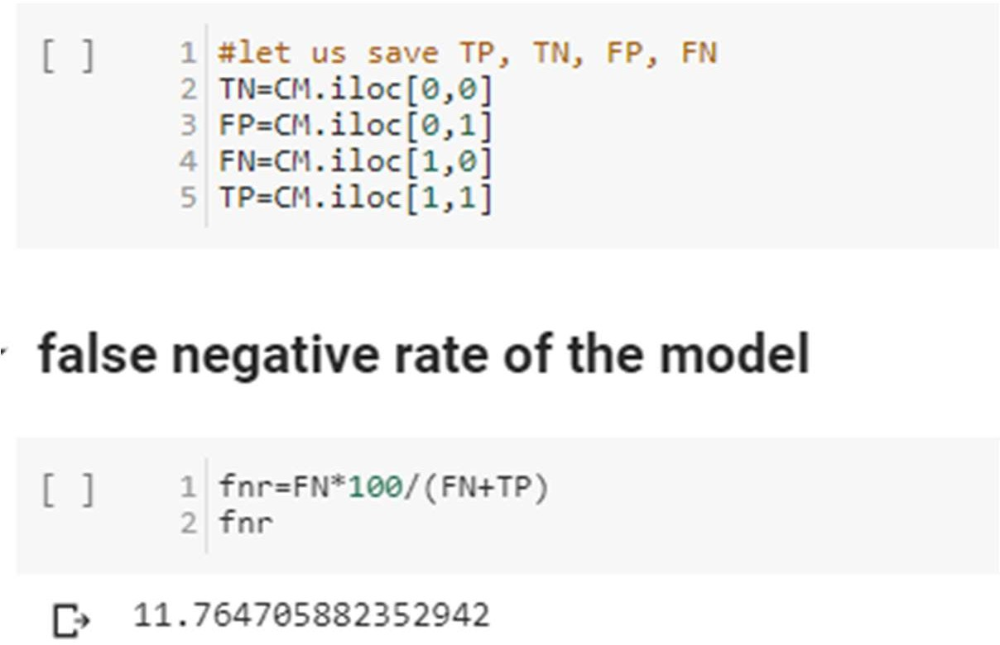 [ ] 1 #let us save TP, TN, FP, FN
2 TN=CM.iloc[0,0]
3 FP=CM.iloc[0,1]
4 FN=CM.iloc[1,0]
5 TP=CM.iloc[1,1]
false negative rate of the model
[ ] 1 fnr=FN*100/(FN+TP)
2 fnr
11.764705882352942